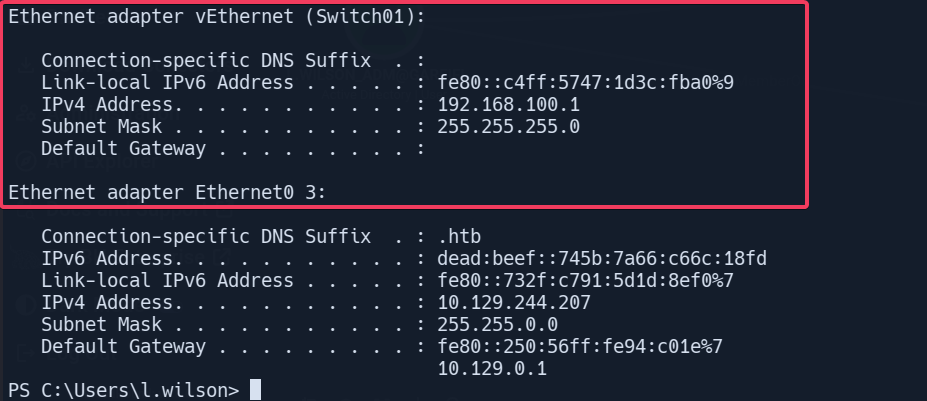 Ethernet adapter vEthernet (Switch01):
Connection-specific DNS Suffix  . :
Link-local IPv6 Address . . . . . : fe80::c4ff:5747:1d3c:fba0%9
IPv4 Address. . . . . . . . . . . : 192.168.100.1
Subnet Mask . . . . . . . . . . . : 255.255.255.0
Default Gateway . . . . . . . . . :
Ethernet adapter Ethernet0 3:
Connection-specific DNS Suffix  . : .htb
IPv6 Address. . . . . . . . . . . : dead:beef::745b:7a66:c66c:18fd
Link-local IPv6 Address . . . . . : fe80::732f:c791:5d1d:8ef0%7
IPv4 Address. . . . . . . . . . . : 10.129.244.207
Subnet Mask . . . . . . . . . . . : 255.255.0.0
Default Gateway . . . . . . . . . : fe80::250:56ff:fe94:c01e%7
10.129.0.1
PS C:\Users\l.wilson>